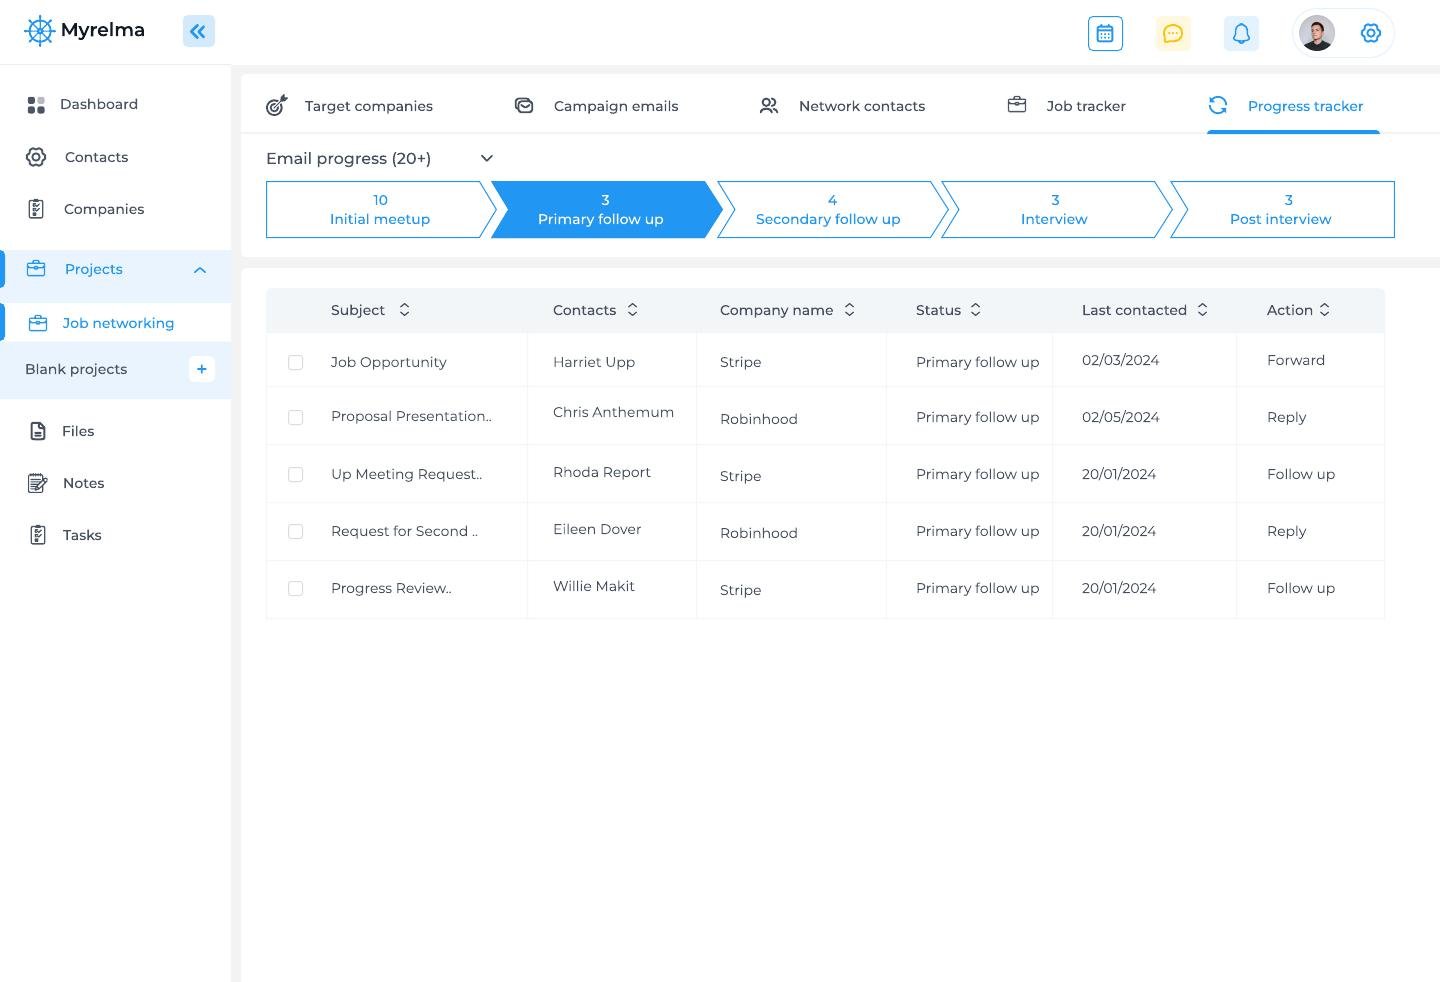 Myrelma
Dashboard
Contacts
Companies
Projects
Job networking
Blank projects
Files
Notes
Tasks
Target companies
Campaign emails
Network contacts
Job tracker
Progress tracker
Email progress (20+)
10
Initial meetup
3
Primary follow up
4
Secondary follow up
3
Interview
3
Post interview
Subject Contacts Company name Status Last contacted Action
Job Opportunity Harriet Upp Stripe Primary follow up 02/03/2024 Forward
Proposal Presentation.. Chris Anthemum Robinhood Primary follow up 02/05/2024 Reply
Up Meeting Request.. Rhoda Report Stripe Primary follow up 20/01/2024 Follow up
Request for Second .. Eileen Dover Robinhood Primary follow up 20/01/2024 Reply
Progress Review.. Willie Makit Stripe Primary follow up 20/01/2024 Follow up